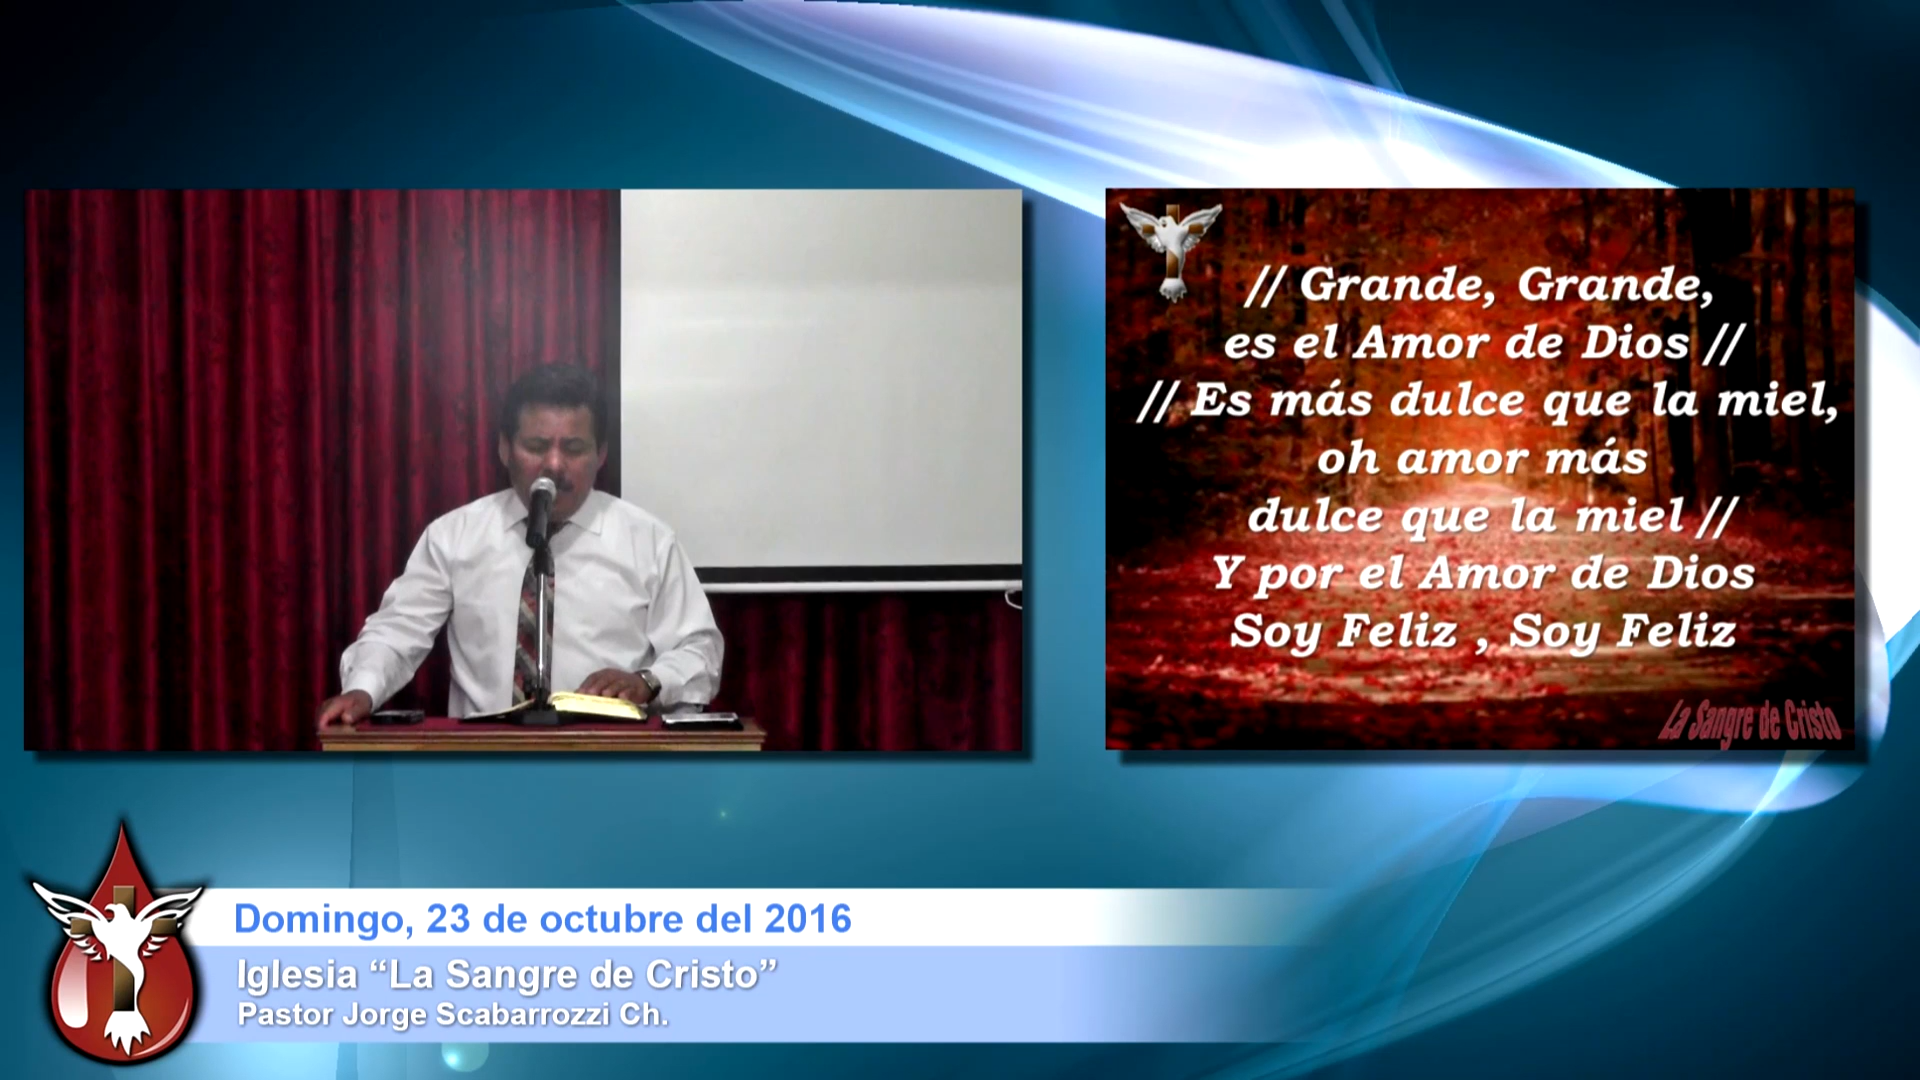 // Grande, Grande,
es el Amor de Dios //
// Es más dulce que la miel,
oh amor más
dulce que la miel //
Y por el Amor de Dios
Soy Feliz , Soy Feliz
La Sangre de Cristo
Domingo, 23 de octubre del 2016
Iglesia “La Sangre de Cristo”
Pastor Jorge Scabarrozzi Ch.